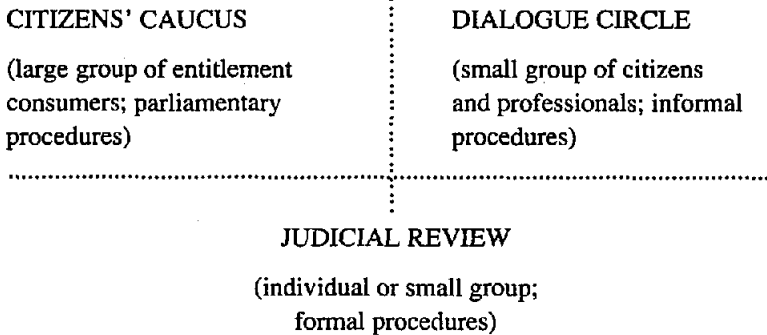 CITIZENS' CAUCUS
(large group of entitlement
consumers; parliamentary
procedures)
DIALOGUE CIRCLE
(small group of citizens
and professionals; informal
procedures)
JUDICIAL REVIEW
(individual or small group;
formal procedures)